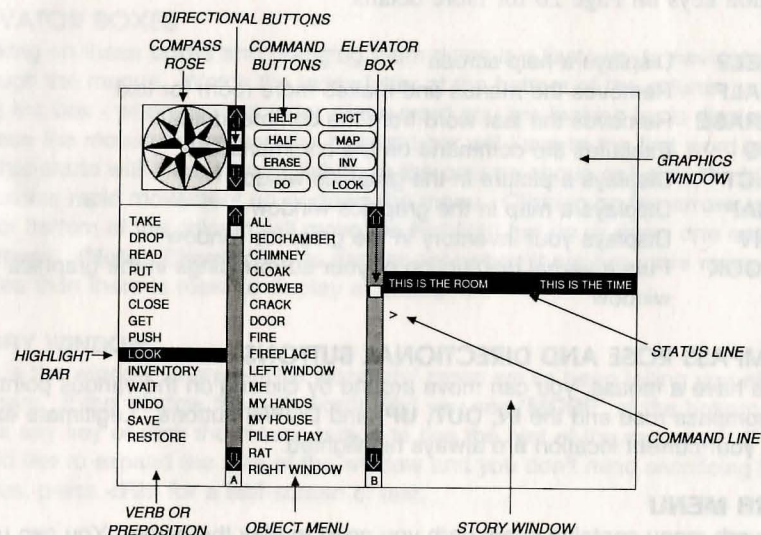 DIRECTIONAL BUTTONS
COMPASS ROSE
COMMAND BUTTONS
ELEVATOR BOX
HELP PICT
HALF MAP
ERASE INV
DO LOOK
GRAPHICS WINDOW
TAKE
DROP
READ
PUT
OPEN
CLOSE
GET
PUSH
LOOK
INVENTORY
WAIT
UNDO
SAVE
RESTORE
HIGHLIGHT BAR
ALL
BEDCHAMBER
CHIMNEY
CLOAK
COBWEB
CRACK
DOOR
FIRE
FIREPLACE
LEFT WINDOW
ME
MY HANDS
MY HOUSE
PILE OF HAY
RAT
RIGHT WINDOW
A
B
THIS IS THE ROOM THIS IS THE TIME
>
STATUS LINE
COMMAND LINE
VERB OR PREPOSITION
OBJECT MENU
STORY WINDOW